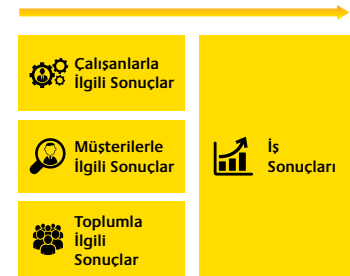 Çalışanlarla
İlgili Sonuçlar
Müşterilerle
İlgili Sonuçlar
Toplumla
İlgili
Sonuçlar
İş
Sonuçları